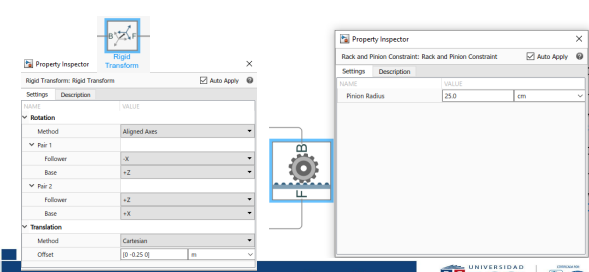 B
F
Rigid
Transform
Property Inspector
Rigid Transform: Rigid Transform
Auto Apply
Settings Description
NAME VALUE
Rotation
Method Aligned Axes
Pair 1
Follower -X
Base +Z
Pair 2
Follower +Z
Base +X
Translation
Method Cartesian
Offset [0 -0.25 0] m
B
F
Property Inspector
Rack and Pinion Constraint: Rack and Pinion Constraint Auto Apply
Settings Description
NAME VALUE
Pinion Radius 25.0 cm
UNIVERSIDAD